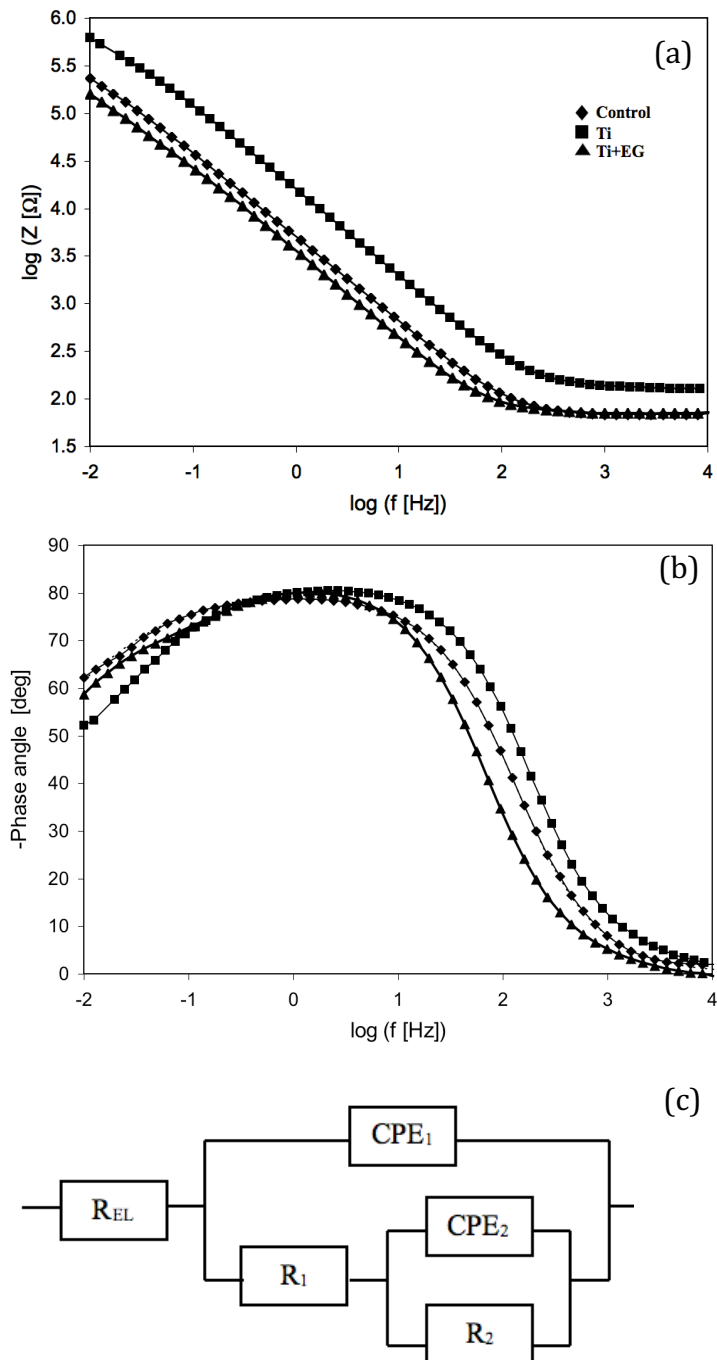 (a)
6.0
5.5
5.0
4.5
4.0
3.5
3.0
2.5
2.0
1.5
log (Z [Ω])
Control
Ti
Ti+EG
-2 -1 0 1 2 3 4
log (f [Hz])
(b)
90
80
70
60
50
40
30
20
10
0
-Phase angle [deg]
-2 -1 0 1 2 3 4
log (f [Hz])
(c)
CPE1
REL
CPE2
R1
R2